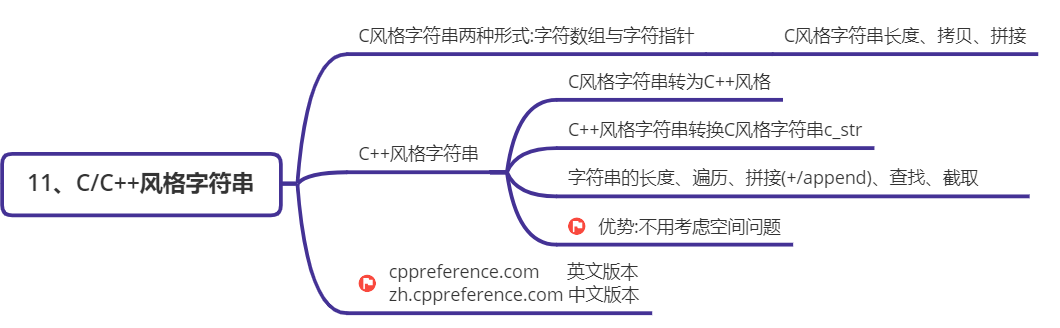 11、C/C++风格字符串
C风格字符串两种形式:字符数组与字符指针
C风格字符串长度、拷贝、拼接
C++风格字符串
C风格字符串转为C++风格
C++风格字符串转换C风格字符串c_str
字符串的长度、遍历、拼接(+/append)、查找、截取
优势:不用考虑空间问题
cppreference.com 英文版本
zh.cppreference.com 中文版本